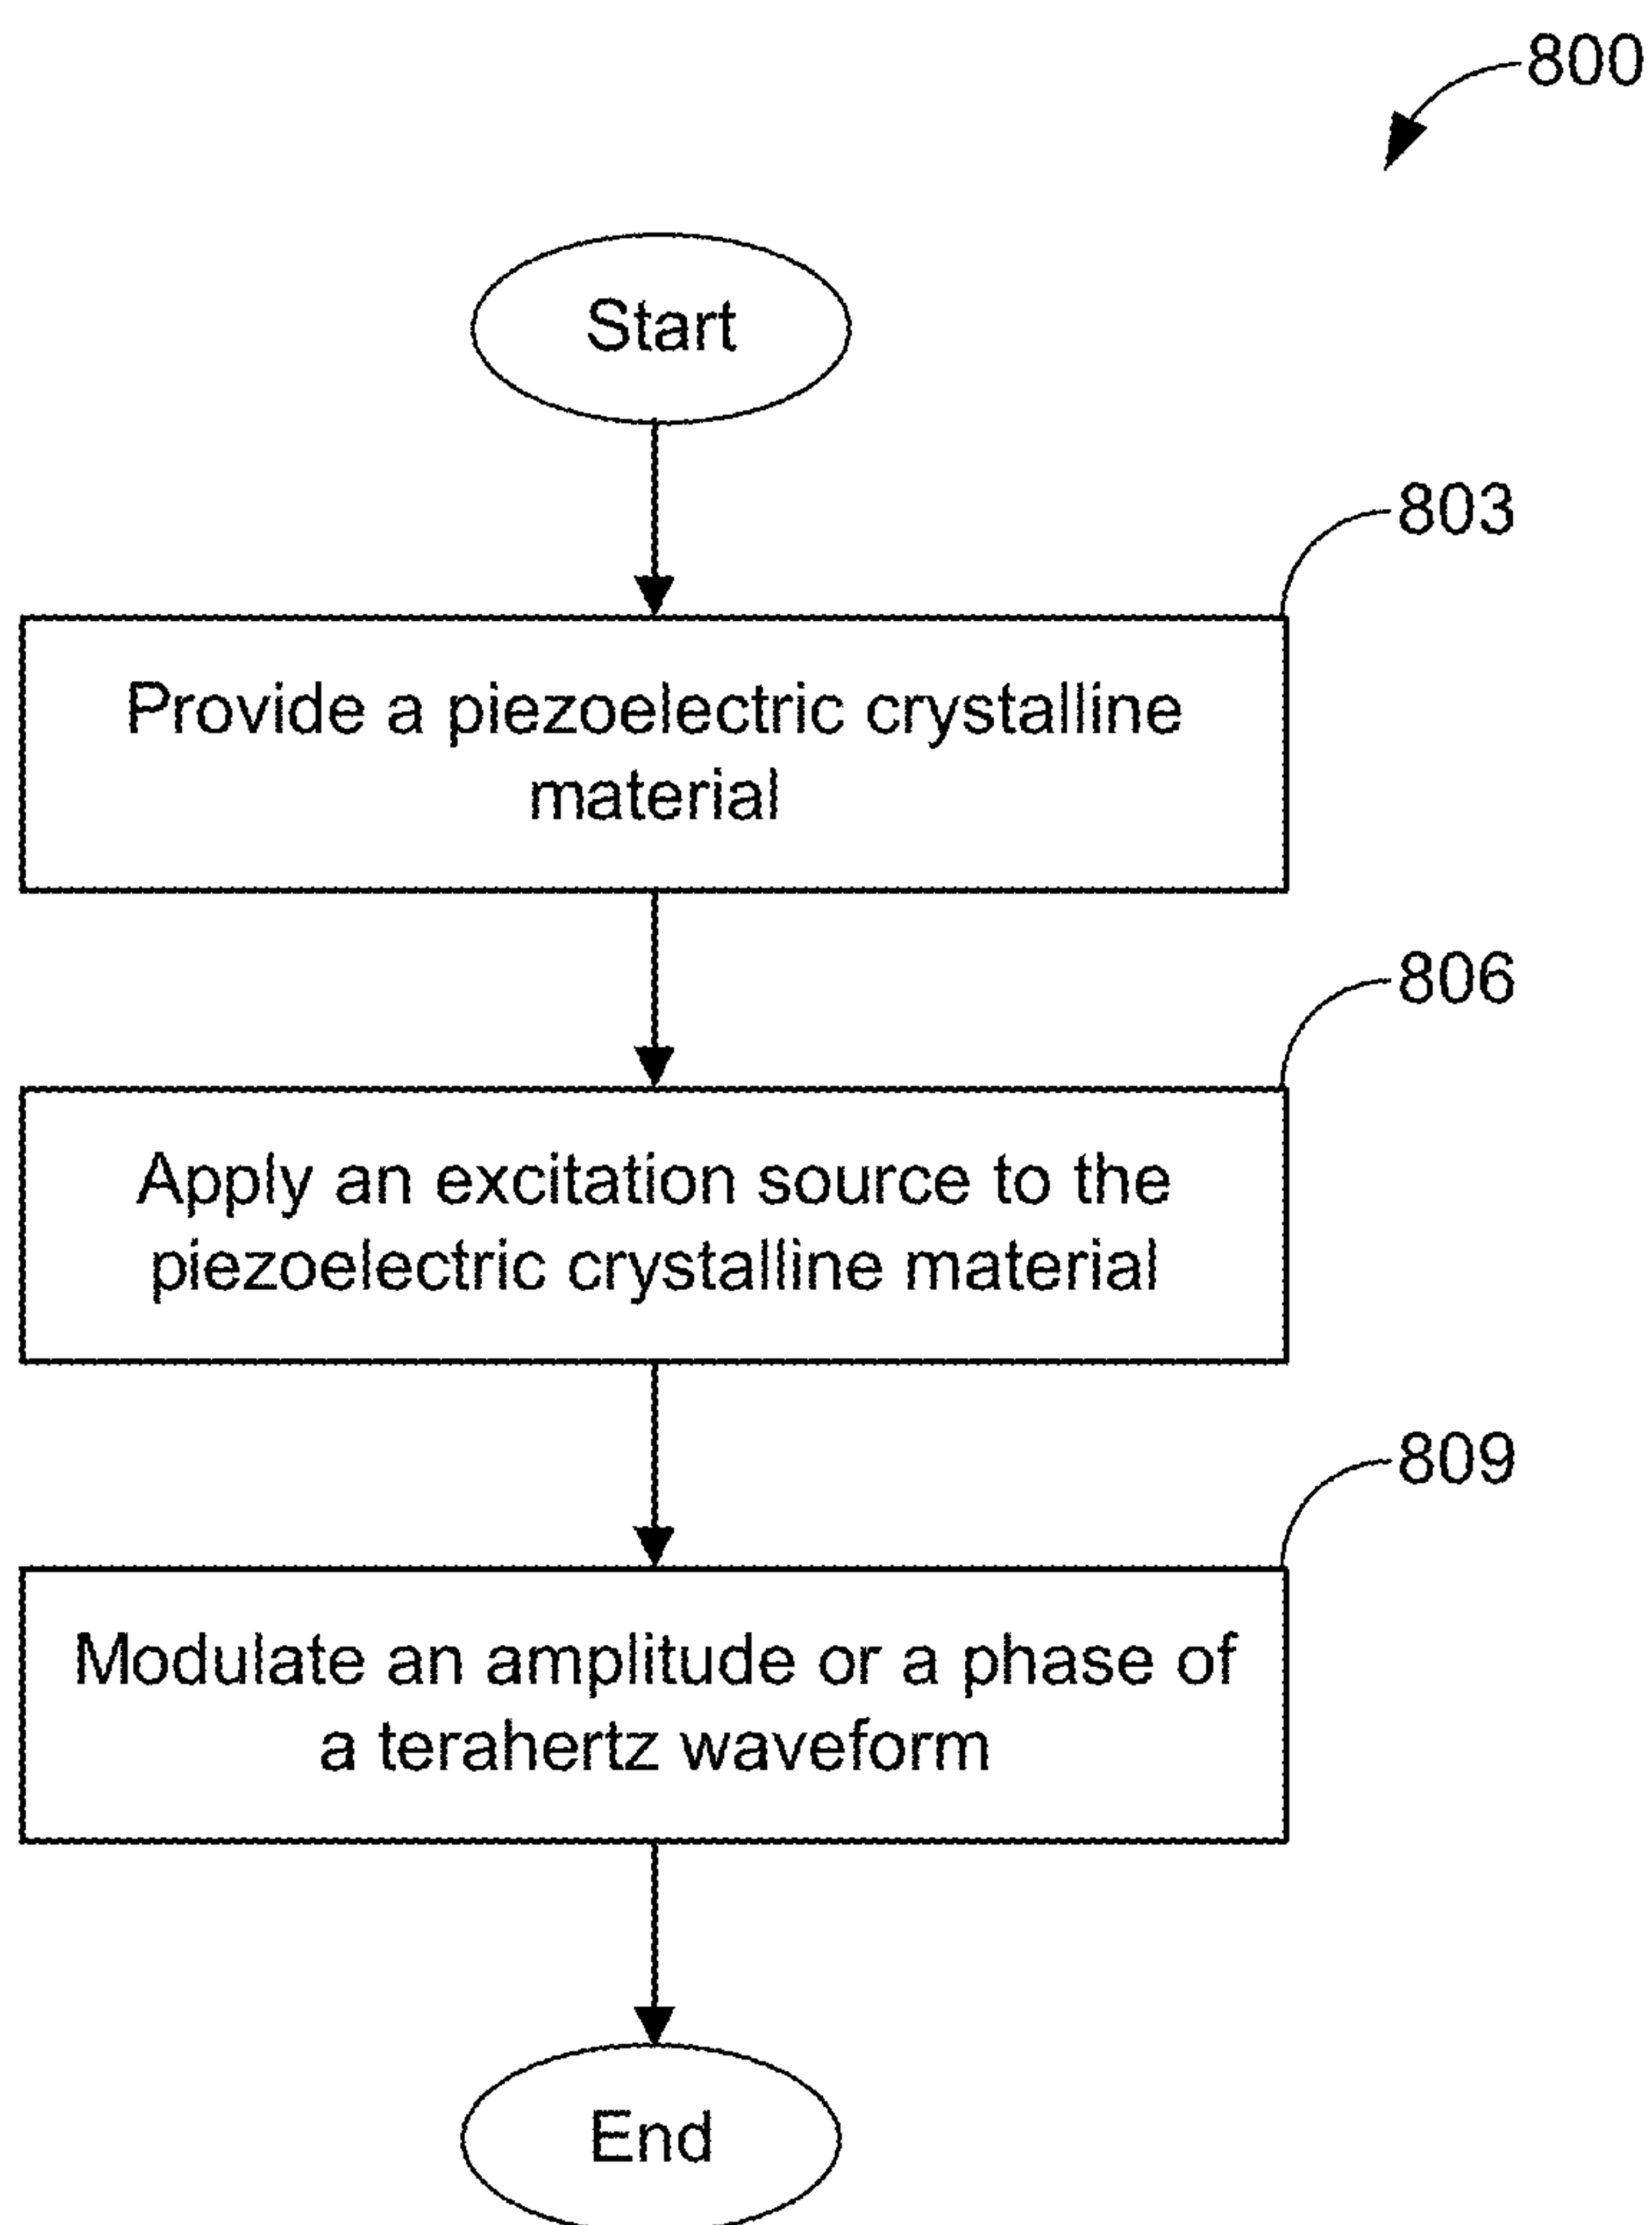 800
Start
803
Provide a piezoelectric crystalline
material
806
Apply an excitation source to the
piezoelectric crystalline material
809
Modulate an amplitude or a phase of
a terahertz waveform
End